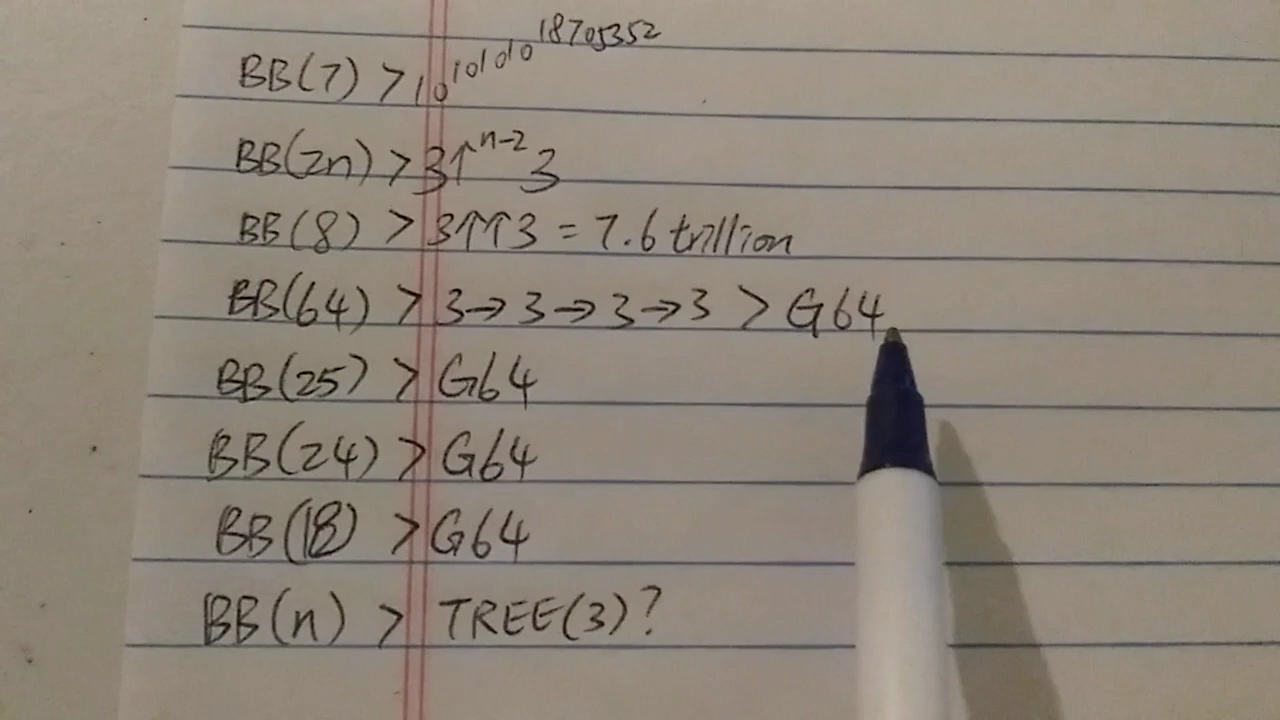 BB(7) > 10^10^10^10^18705352
BB(2n) > 3↑^n-2 3
BB(8) > 3↑↑3 = 7.6 trillion
BB(64) > 3→3→3→3 > G64
BB(25) > G64
BB(24) > G64
BB(18) > G64
BB(n) > TREE(3)?